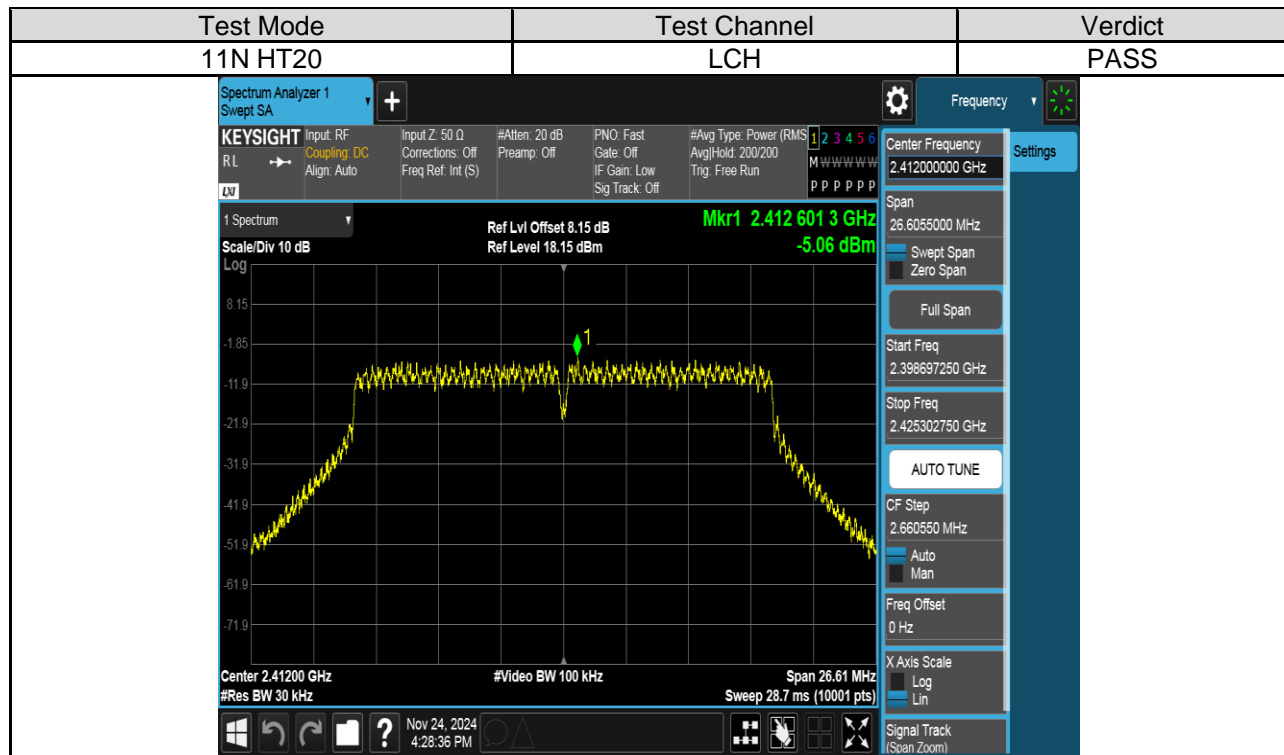 Test Mode Test Channel Verdict
11N HT20 LCH PASS
Spectrum Analyzer 1
Swept SA
+
Frequency
KEYSIGHT
RL
LXI
Input: RF
Coupling: DC
Align: Auto
Input Z: 50 Ω
Corrections: Off
Freq Ref: Int (S)
#Atten: 20 dB
Preamp: Off
PNO: Fast
Gate: Off
IF Gain: Low
Sig Track: Off
#Avg Type: Power (RMS
Avg|Hold: 200/200
Trig: Free Run
1 2 3 4 5 6
M W W W W W
P P P P P P
1 Spectrum
Scale/Div 10 dB
Log
Ref Lvl Offset 8.15 dB
Ref Level 18.15 dBm
Mkr1 2.412 601 3 GHz
-5.06 dBm
8.15
-1.85
-11.9
-21.9
-31.9
-41.9
-51.9
-61.9
-71.9
1
Center 2.41200 GHz
#Res BW 30 kHz
#Video BW 100 kHz
Span 26.61 MHz
Sweep 28.7 ms (10001 pts)
?
Nov 24, 2024
4:28:36 PM
Center Frequency
2.412000000 GHz
Settings
Span
26.6055000 MHz
Swept Span
Zero Span
Full Span
Start Freq
2.398697250 GHz
Stop Freq
2.425302750 GHz
AUTO TUNE
CF Step
2.660550 MHz
Auto
Man
Freq Offset
0 Hz
X Axis Scale
Log
Lin
Signal Track
(Span Zoom)